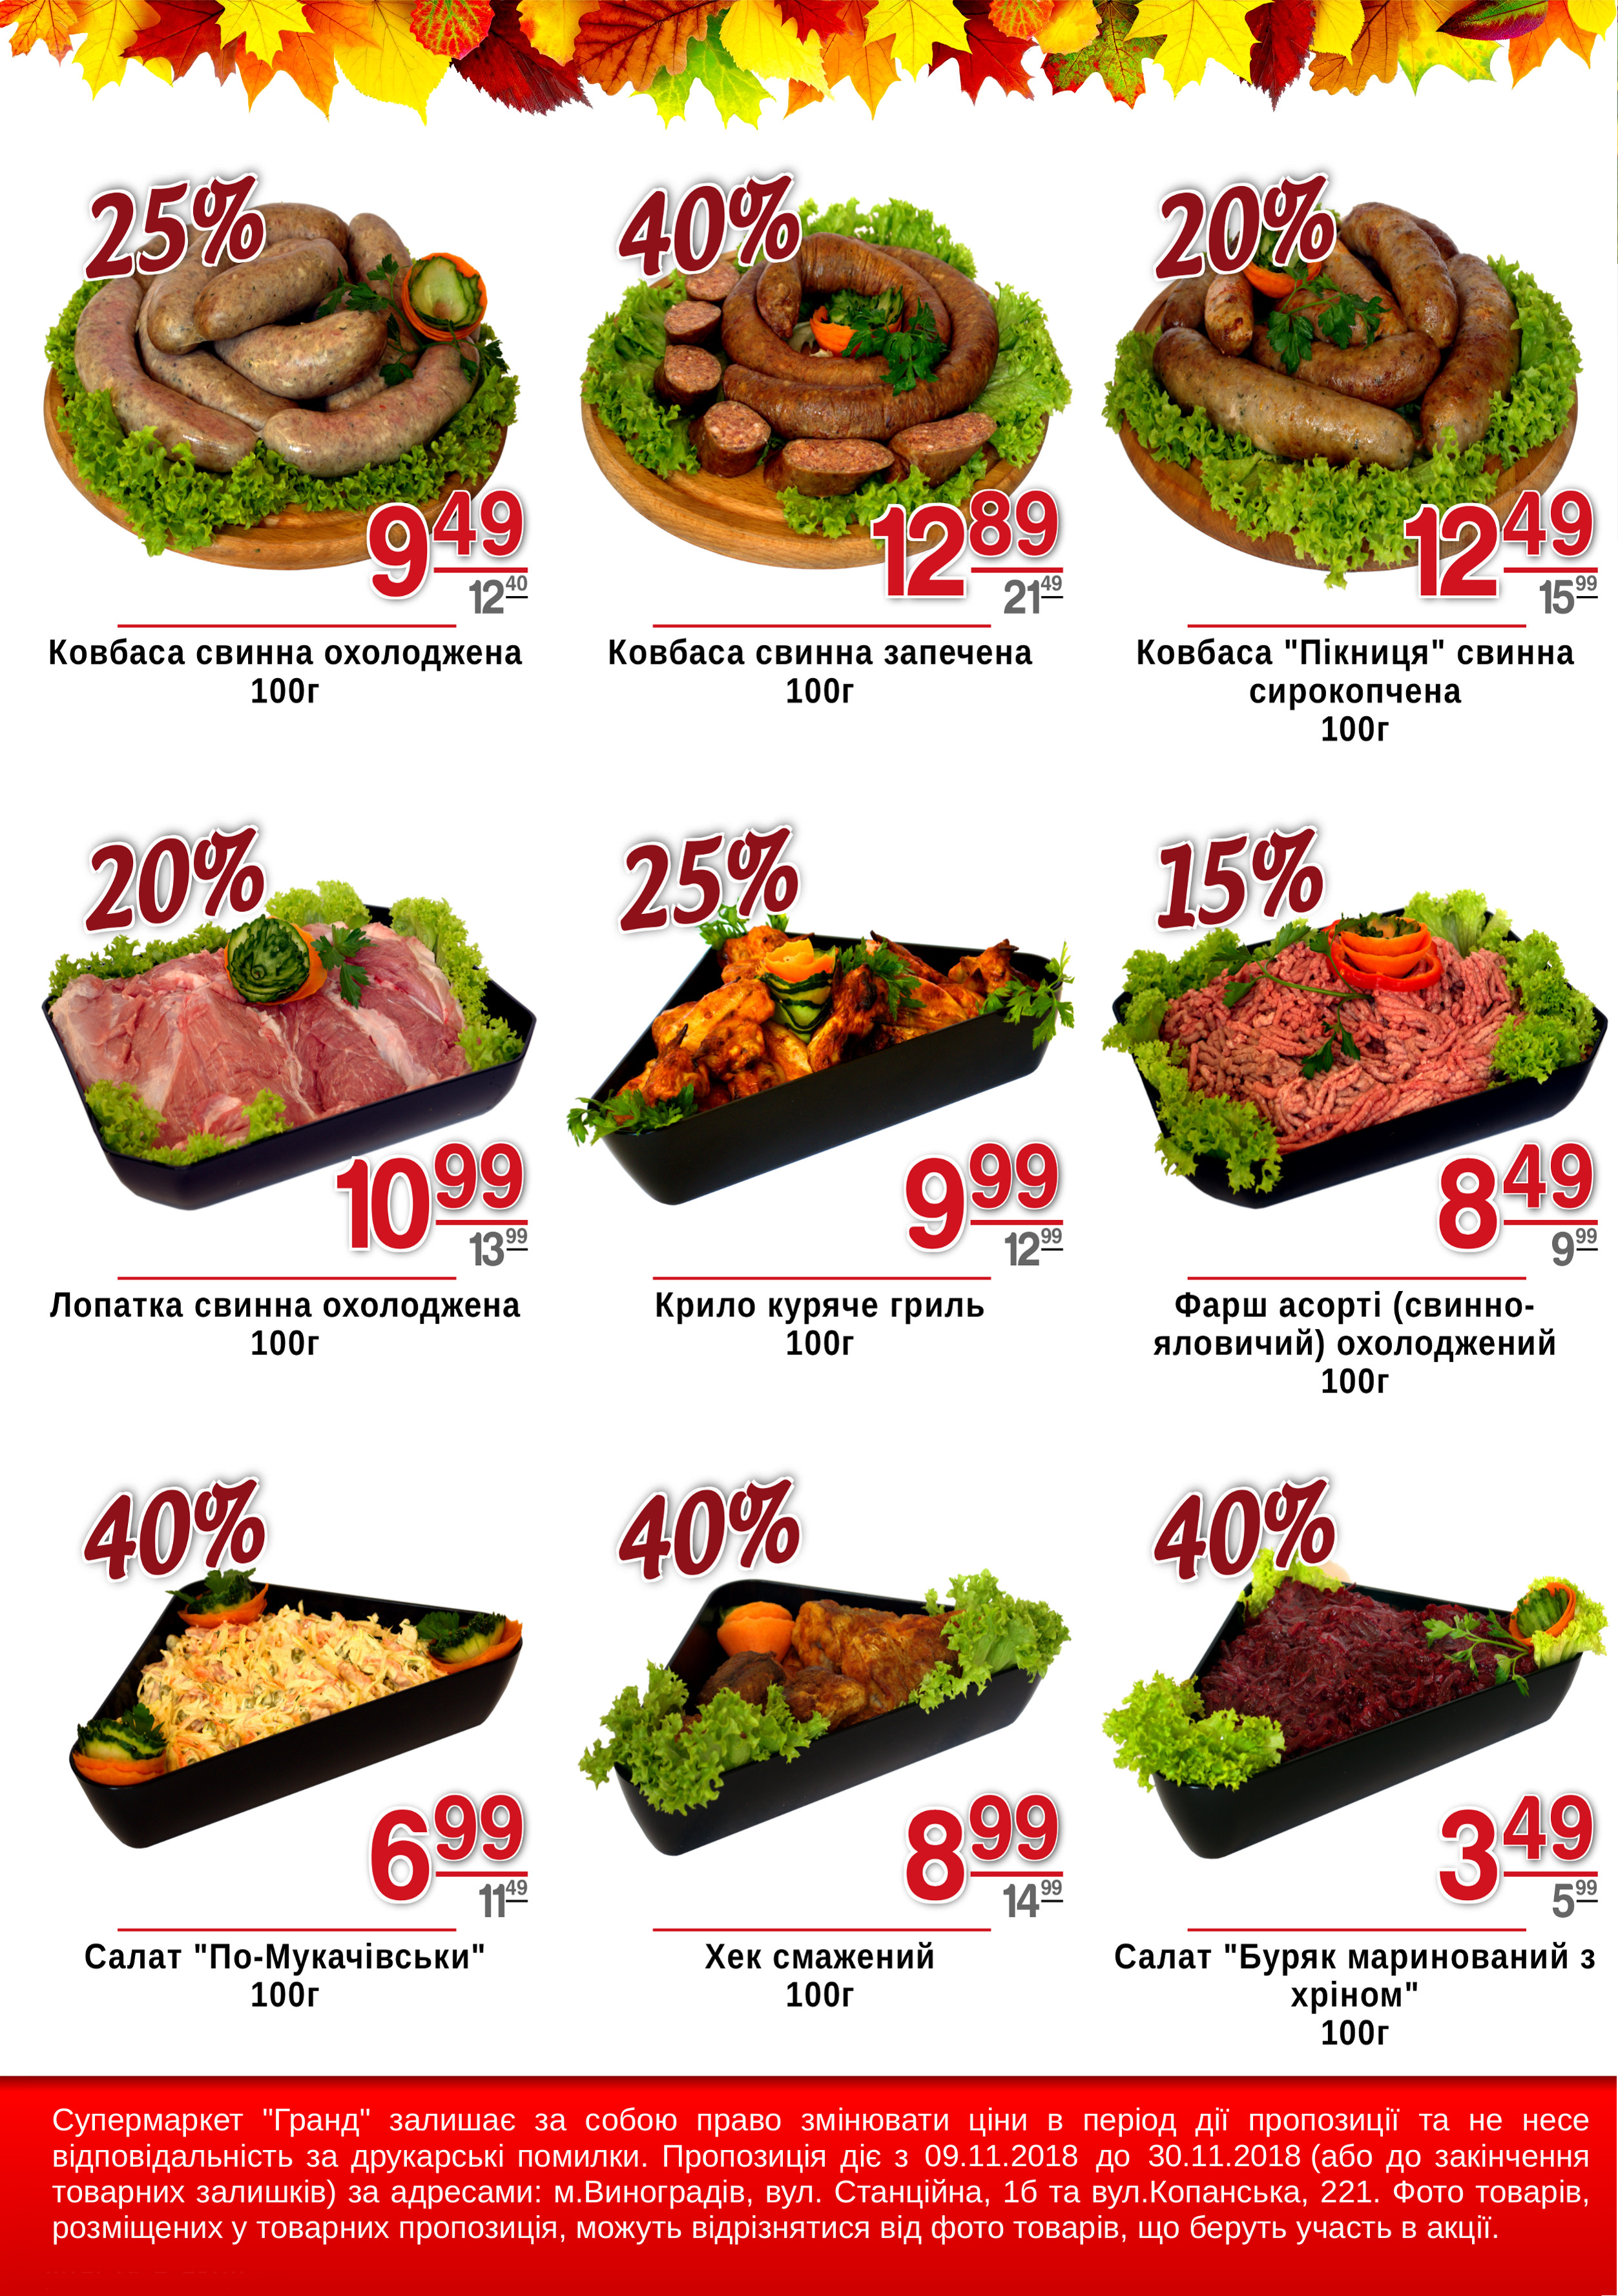 25%
40%
20%
9 49
12 40
12 89
21 49
12 49
15 99
Ковбаса свинна охолоджена
100г
Ковбаса свинна запечена
100г
Ковбаса "Пікниця" свинна
сирокопчена
100г
20%
25%
15%
10 99
13 99
9 99
12 99
8 49
9 99
Лопатка свинна охолоджена
100г
Крило куряче гриль
100г
Фарш асорті (свинно-
яловичий) охолоджений
100г
40%
40%
40%
6 99
11 49
8 99
14 99
3 49
5 99
Салат "По-Мукачівськи"
100г
Хек смажений
100г
Салат "Буряк маринований з
хріном"
100г
Супермаркет "Гранд" залишає за собою право змінювати ціни в період дії пропозиції та не несе
відповідальність за друкарські помилки. Пропозиція діє з 09.11.2018 до 30.11.2018 (або до закінчення
товарних залишків) за адресами: м.Виноградів, вул. Станційна, 1б та вул.Копанська, 221. Фото товарів,
розміщених у товарних пропозиція, можуть відрізнятися від фото товарів, що беруть участь в акції.